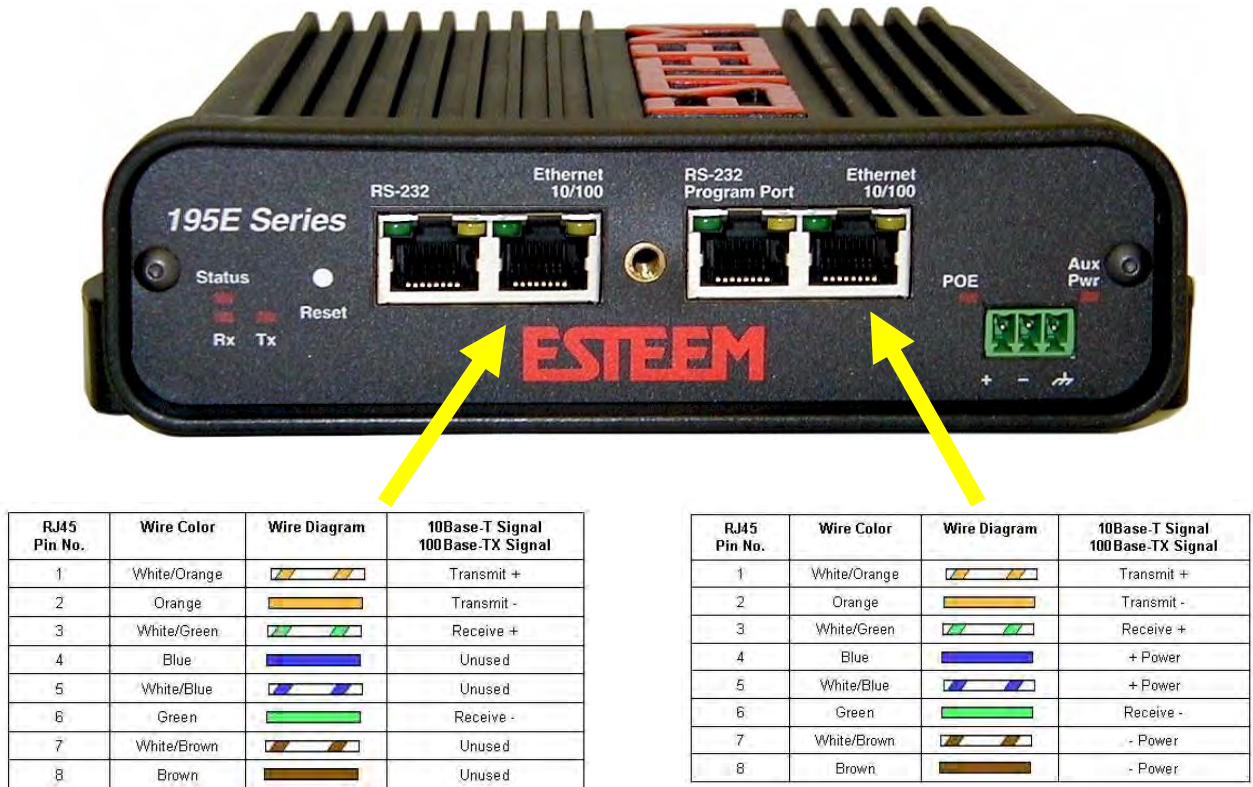 ESTEEM
RS-232
Ethernet
10/100
RS-232
Program Port
Ethernet
10/100
195E Series
Status
Reset
Rx Tx
POE
Aux
Pwr
ESTEEM
+ -
RJ45 Pin No. Wire Color Wire Diagram 10Base-T Signal 100Base-TX Signal
1 White/Orange Transmit +
2 Orange Transmit -
3 White/Green Receive +
4 Blue Unused
5 White/Blue Unused
6 Green Receive -
7 White/Brown Unused
8 Brown Unused
RJ45 Pin No. Wire Color Wire Diagram 10Base-T Signal 100Base-TX Signal
1 White/Orange Transmit +
2 Orange Transmit -
3 White/Green Receive +
4 Blue + Power
5 White/Blue + Power
6 Green Receive -
7 White/Brown - Power
8 Brown - Power